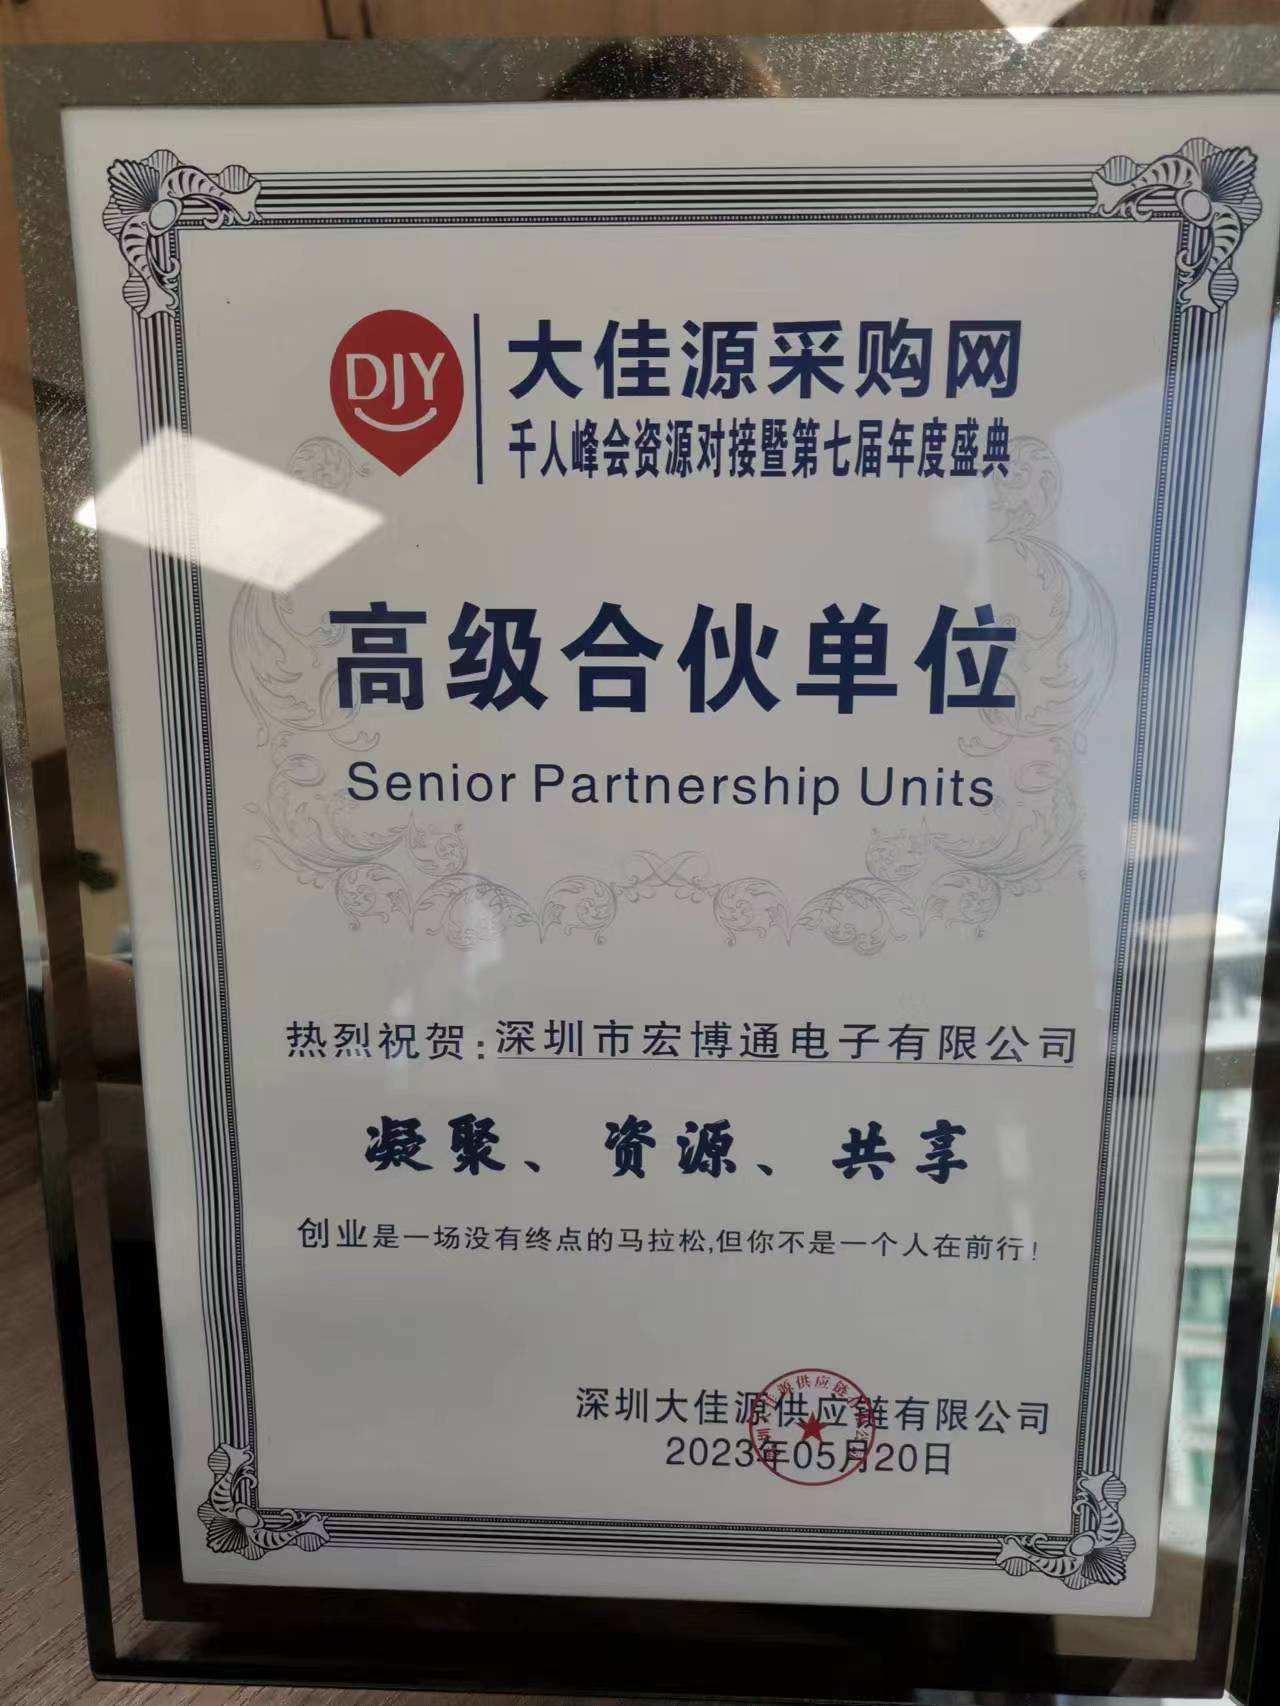 DJY
大佳源采购网
千人峰会资源对接暨第七届年度盛典
高级合伙单位
Senior Partnership Units
热烈祝贺:深圳市宏博通电子有限公司
凝聚、资源、共享
创业是一场没有终点的马拉松,但你不是一个人在前行!
深圳大佳源供应链有限公司
2023年05月20日